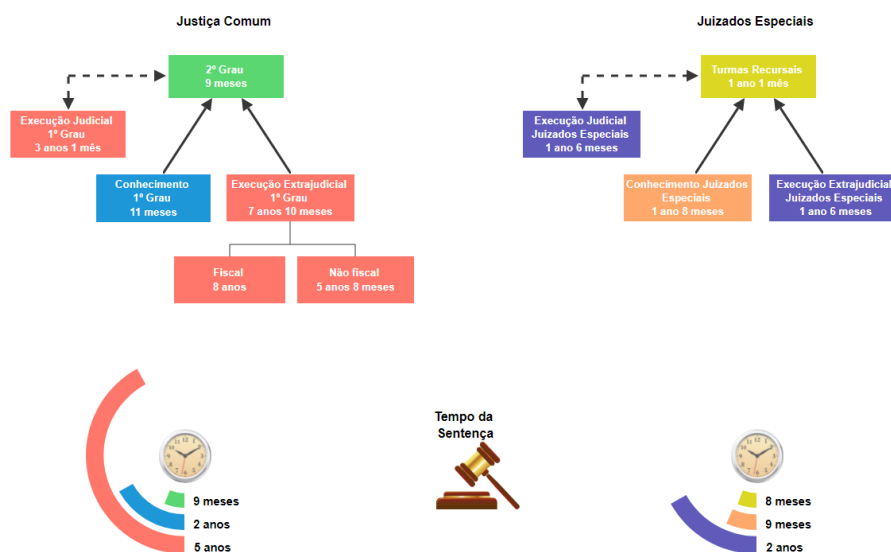 Justiça Comum
2º Grau
9 meses
Execução Judicial
1º Grau
3 anos 1 mês
Conhecimento
1º Grau
11 meses
Execução Extrajudicial
1º Grau
7 anos 10 meses
Fiscal
8 anos
Não fiscal
5 anos 8 meses
Juizados Especiais
Turmas Recursais
1 ano 1 mês
Execução Judicial
Juizados Especiais
1 ano 6 meses
Conhecimento Juizados
Especiais
1 ano 8 meses
Execução Extrajudicial
Juizados Especiais
1 ano 6 meses
9 meses
2 anos
5 anos
Tempo da
Sentença
8 meses
9 meses
2 anos